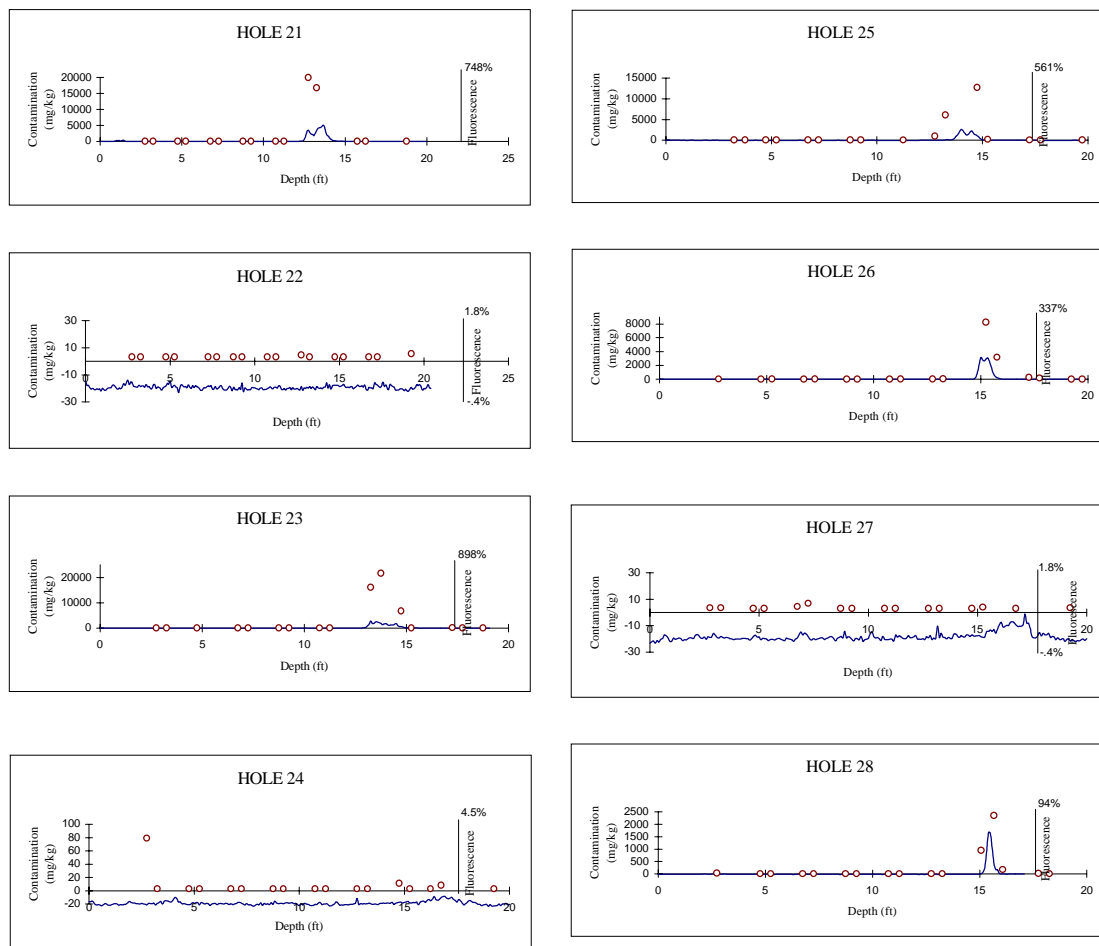 HOLE 21
Contamination
(mg/kg)
20000
15000
10000
5000
0
0 5 10 15 20 25
Depth (ft)
748%
Fluorescence
HOLE 22
Contamination
(mg/kg)
30
10
-10
-30
0 5 10 15 20 25
Depth (ft)
1.8%
Fluorescence
-.4%
HOLE 23
Contamination
(mg/kg)
20000
10000
0
0 5 10 15 20
Depth (ft)
898%
Fluorescence
HOLE 24
Contamination
(mg/kg)
100
80
60
40
20
0
-20
0 5 10 15 20
Depth (ft)
4.5%
Fluorescence
HOLE 25
Contamination
(mg/kg)
15000
10000
5000
0
0 5 10 15 20
Depth (ft)
561%
Fluorescence
HOLE 26
Contamination
(mg/kg)
8000
6000
4000
2000
0
0 5 10 15 20
Depth (ft)
337%
Fluorescence
HOLE 27
Contamination
(mg/kg)
30
10
-10
-30
0 5 10 15 20
Depth (ft)
1.8%
Fluorescence
-.4%
HOLE 28
Contamination
(mg/kg)
2500
2000
1500
1000
500
0
0 5 10 15 20
Depth (ft)
94%
Fluorescence